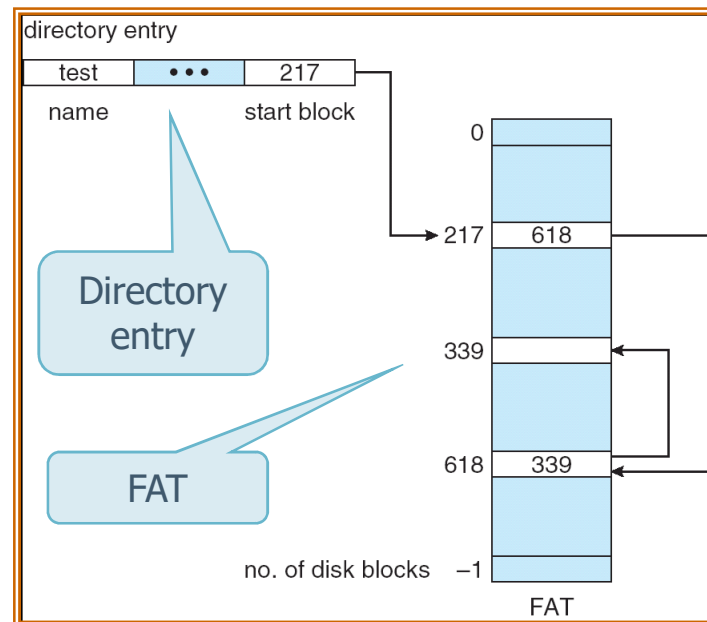 directory entry
test ••• 217
name start block
0
217 618
Directory
entry
339
FAT
618 339
no. of disk blocks –1
FAT